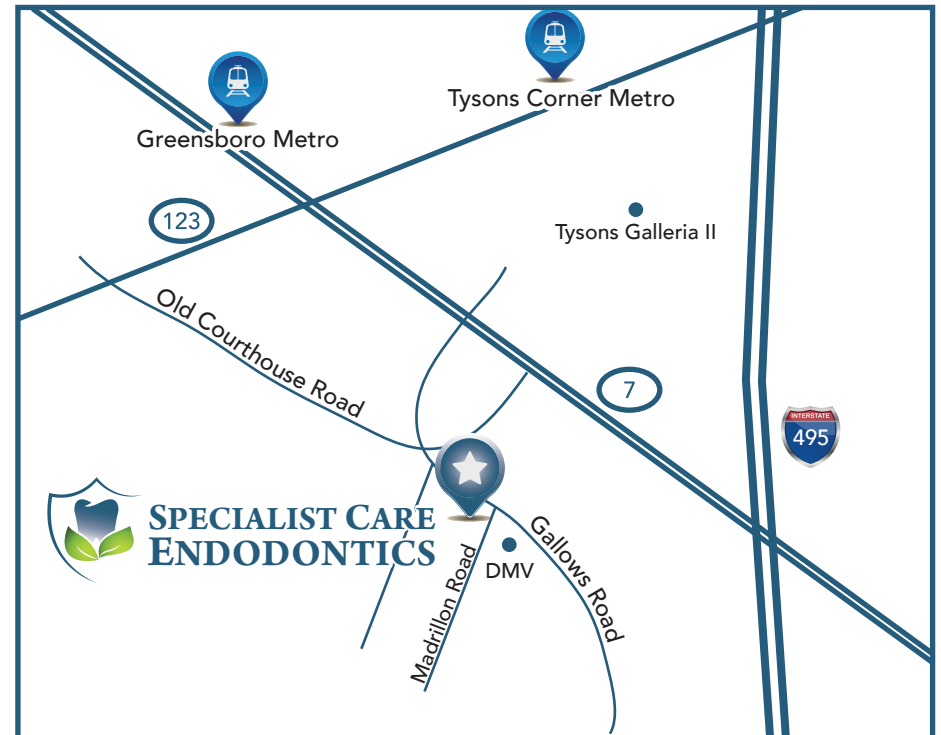 Tysons Corner Metro
Greensboro Metro
123
Tysons Galleria II
Old Courthouse Road
7
INTERSTATE
495
SPECIALIST CARE
ENDODONTICS
Gallows Road
DMV
Madrillon Road